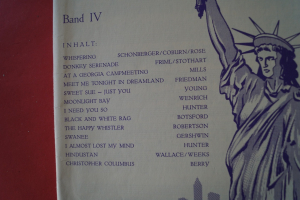 Band IV
INHALT:
WHISPERING SCHONBERGER/COBURN/ROSE
DONKEY SERENADE FRIML/STOTHART
AT A GEORGIA CAMPMEETING MILLS
MEET ME TONIGHT IN DREAMLAND FRIEDMAN
SWEET SUE - JUST YOU YOUNG
MOONLIGHT BAY WENRICH
I NEED YOU SO HUNTER
BLACK AND WHITE RAG BOTSFORD
THE HAPPY WHISTLER ROBERTSON
SWANEE GERSHWIN
I ALMOST LOST MY MIND HUNTER
HINDUSTAN WALLACE/WEEKS
CHRISTOPHER COLUMBUS BERRY